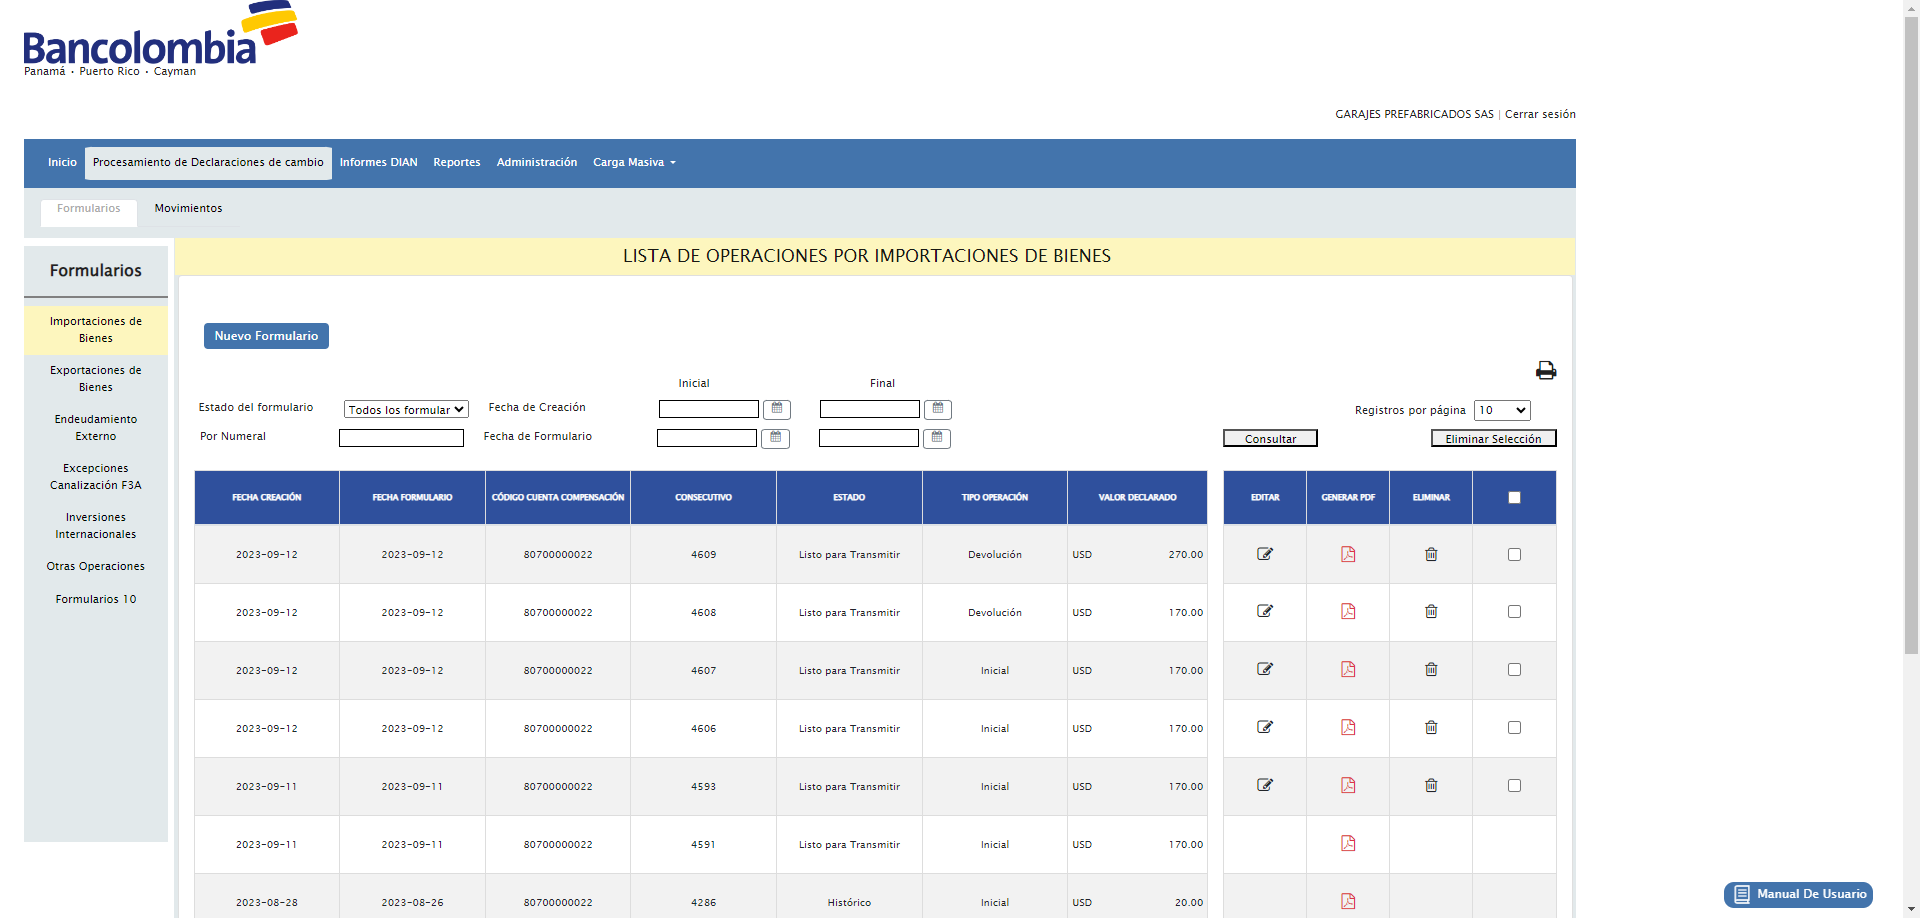 Bancolombia
Panamá · Puerto Rico · Cayman
GARAJES PREFABRICADOS SAS | Cerrar sesión
Inicio Procesamiento de Declaraciones de cambio Informes DIAN Reportes Administración Carga Masiva
Formularios Movimientos
Formularios
Importaciones de
Bienes
Exportaciones de
Bienes
Endeudamiento
Externo
Excepciones
Canalización F3A
Inversiones
Internacionales
Otras Operaciones
Formularios 10
LISTA DE OPERACIONES POR IMPORTACIONES DE BIENES
Nuevo Formulario
Inicial Final
Estado del formulario Todos los formular Fecha de Creación Registros por página 10
Por Numeral Fecha de Formulario Consultar Eliminar Selección
FECHA CREACIÓN FECHA FORMULARIO CÓDIGO CUENTA COMPENSACIÓN CONSECUTIVO ESTADO TIPO OPERACIÓN VALOR DECLARADO EDITAR GENERAR PDF ELIMINAR
2023-09-12 2023-09-12 80700000022 4609 Listo para Transmitir Devolución USD 270.00
2023-09-12 2023-09-12 80700000022 4608 Listo para Transmitir Devolución USD 170.00
2023-09-12 2023-09-12 80700000022 4607 Listo para Transmitir Inicial USD 170.00
2023-09-12 2023-09-12 80700000022 4606 Listo para Transmitir Inicial USD 170.00
2023-09-11 2023-09-11 80700000022 4593 Listo para Transmitir Inicial USD 170.00
2023-09-11 2023-09-11 80700000022 4591 Listo para Transmitir Inicial USD 170.00
2023-08-28 2023-08-26 80700000022 4286 Histórico Inicial USD 20.00
Manual De Usuario